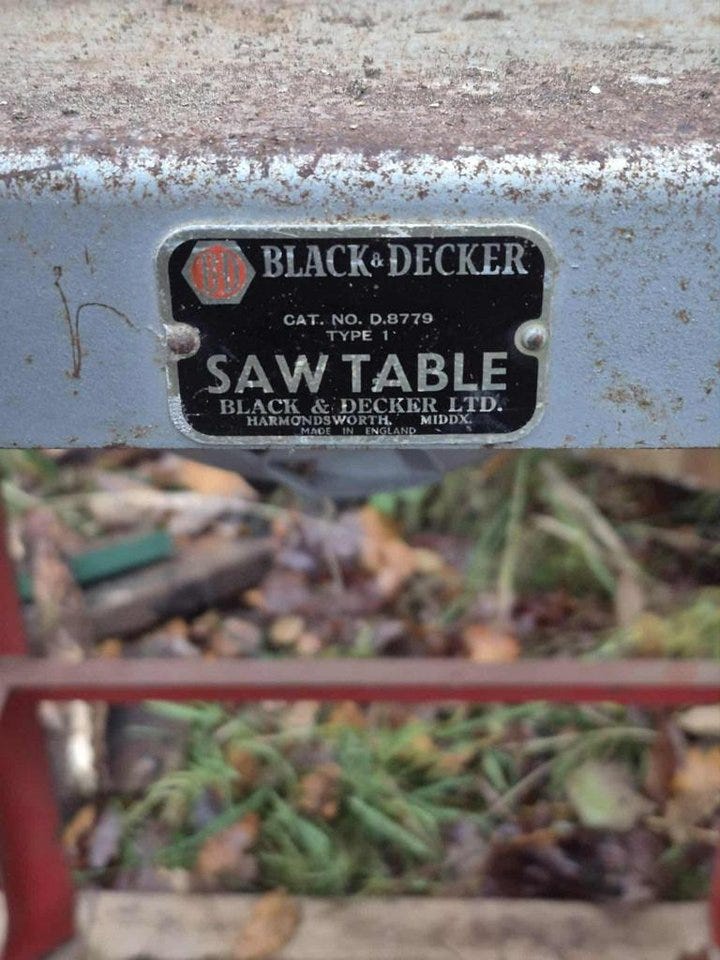 BLACK & DECKER
CAT. NO. D.8779
TYPE 1
SAW TABLE
BLACK & DECKER LTD.
HARMONDSWORTH, MIDDX.
MADE IN ENGLAND